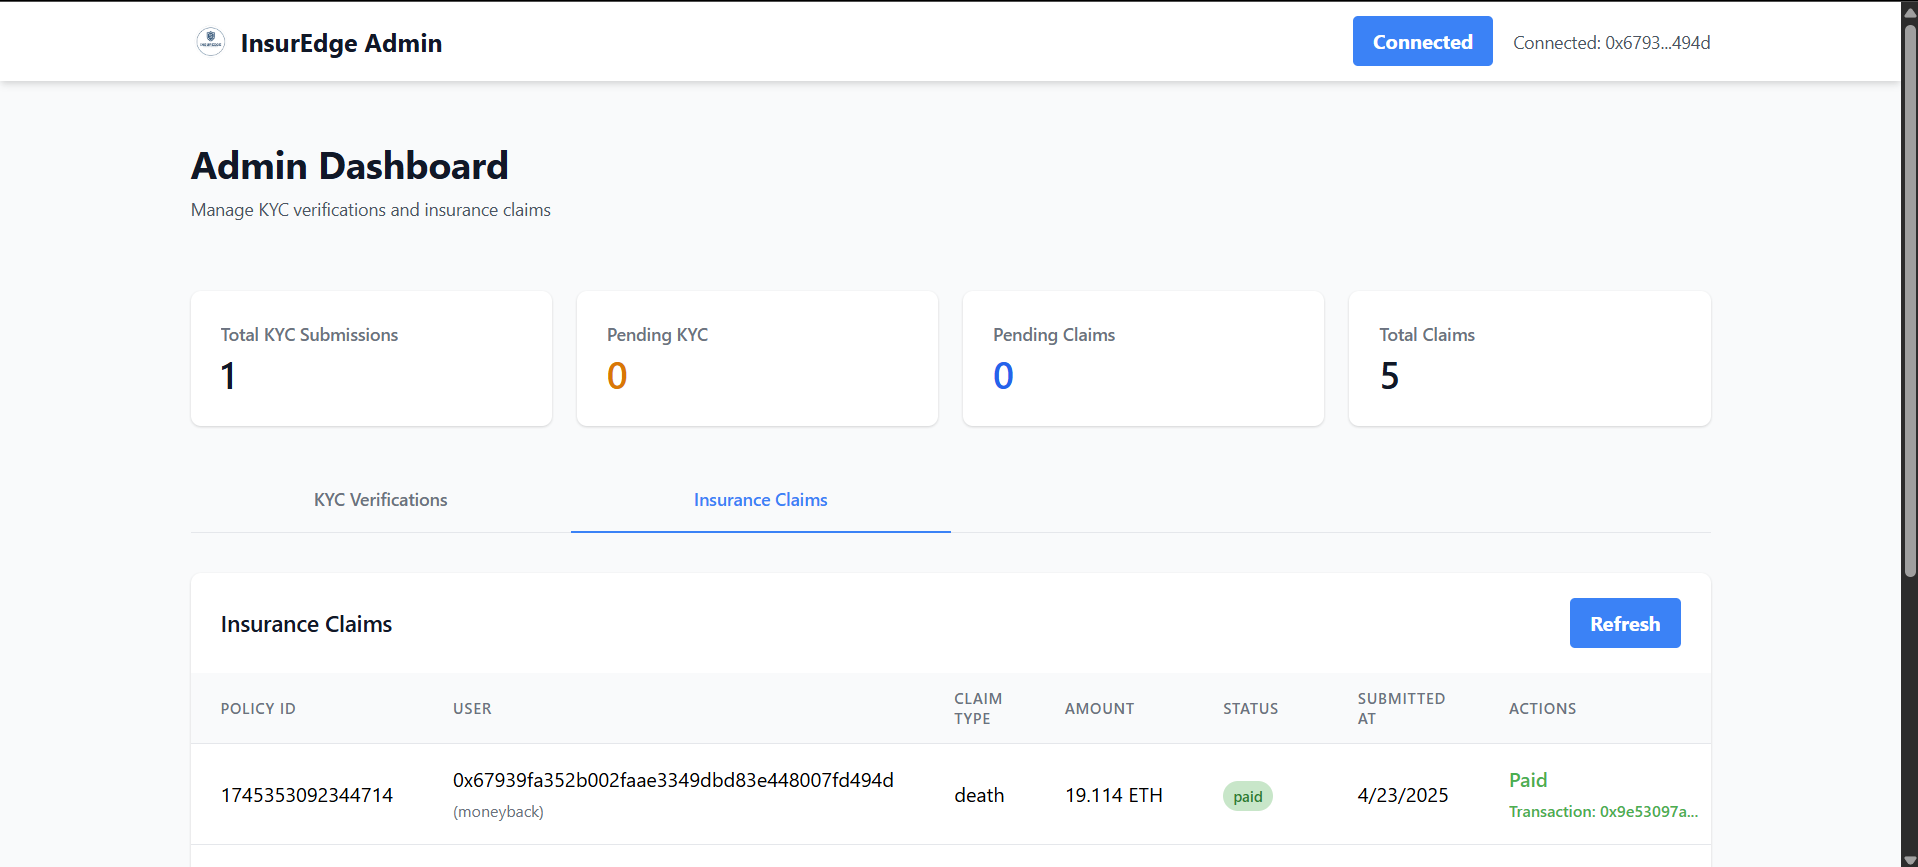 InsurEdge Admin
Connected
Connected: 0x6793...494d
Admin Dashboard
Manage KYC verifications and insurance claims
Total KYC Submissions
1
Pending KYC
0
Pending Claims
0
Total Claims
5
KYC Verifications
Insurance Claims
Insurance Claims
Refresh
POLICY ID
USER
CLAIM
TYPE
AMOUNT
STATUS
SUBMITTED
AT
ACTIONS
1745353092344714
0x67939fa352b002faae3349dbd83e448007fd494d
(moneyback)
death
19.114 ETH
paid
4/23/2025
Paid
Transaction: 0x9e53097a...